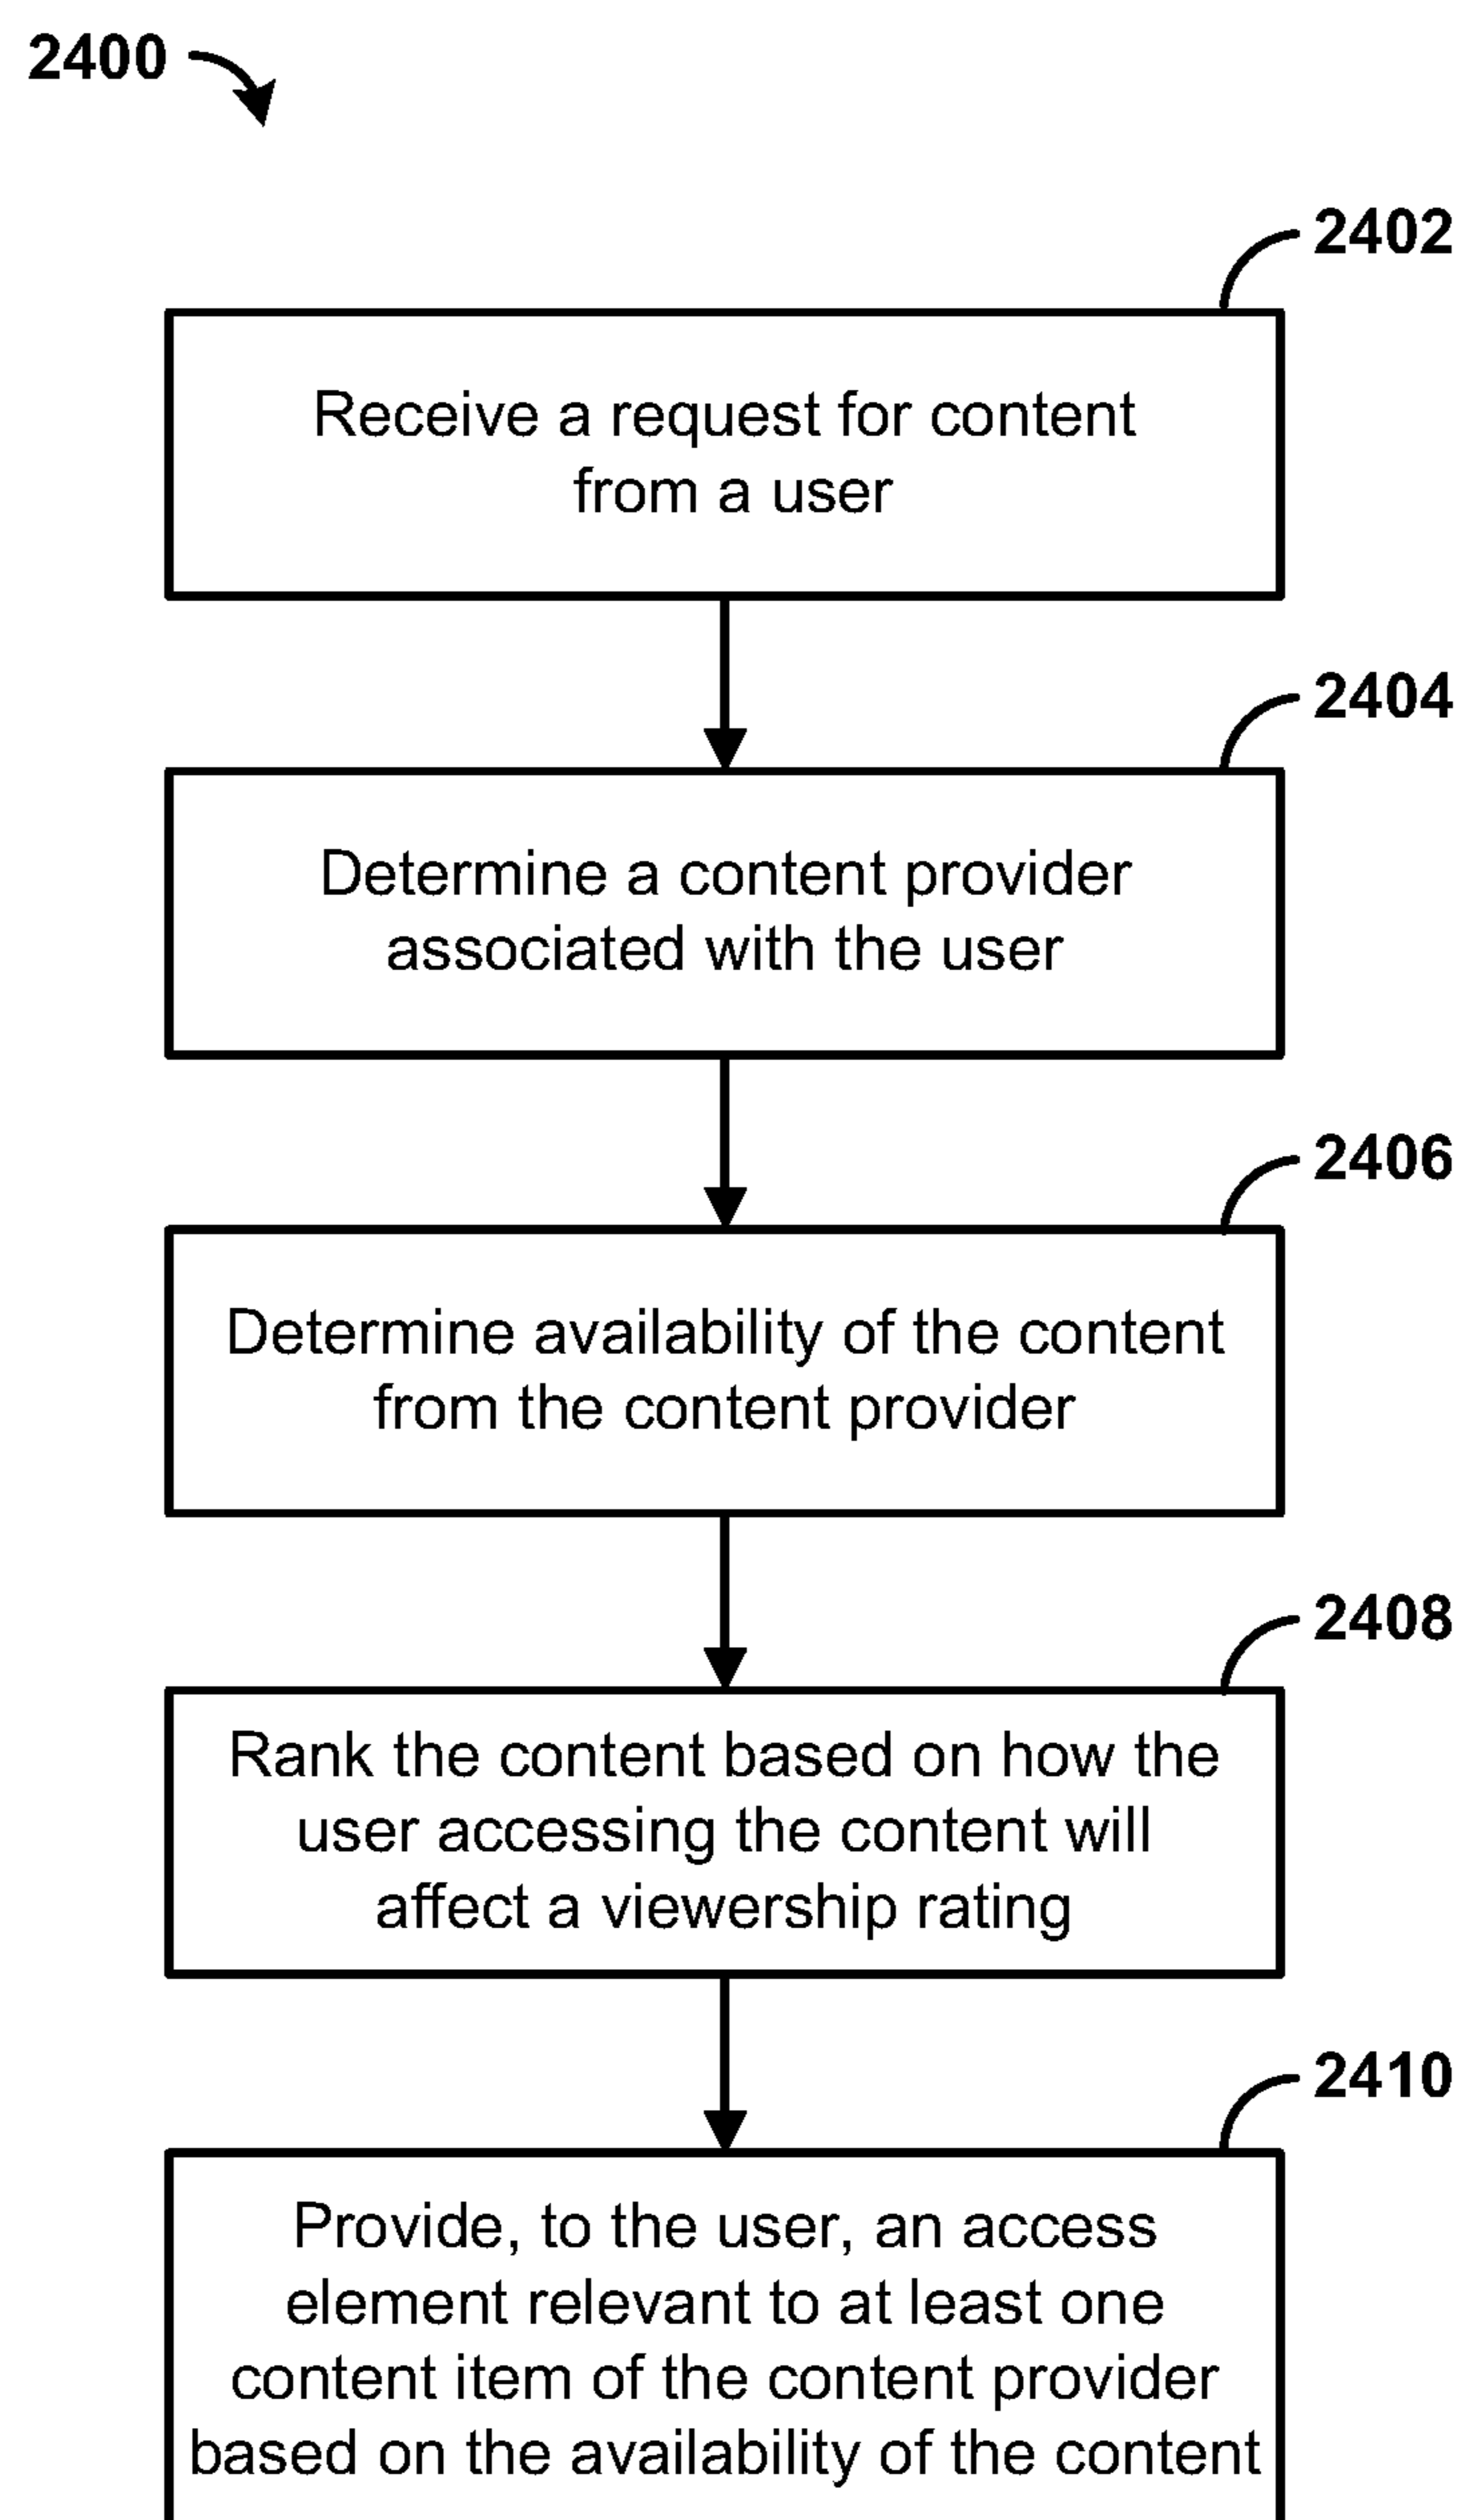 2400
2402
Receive a request for content
from a user
2404
Determine a content provider
associated with the user
2406
Determine availability of the content
from the content provider
2408
Rank the content based on how the
user accessing the content will
affect a viewership rating
2410
Provide, to the user, an access
element relevant to at least one
content item of the content provider
based on the availability of the content